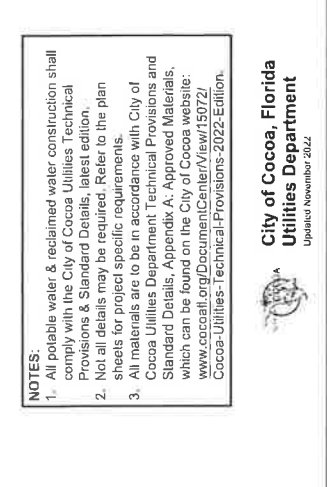 NOTES:
1. All potable water & reclaimed water construction shall
comply with the City of Cocoa Utilities Technical
Provisions & Standard Details, latest edition.
2. Not all details may be required. Refer to the plan
sheets for project specific requirements.
3. All materials are to be in accordance with City of
Cocoa Utilities Department Technical Provisions and
Standard Details, Appendix A: Approved Materials,
which can be found on the City of Cocoa website:
www.cocoafl.org/DocumentCenter/View/15072/
Cocoa-Utilities-Technical-Provisions-2022-Edition.
City of Cocoa, Florida
Utilities Department
Updated November 2022